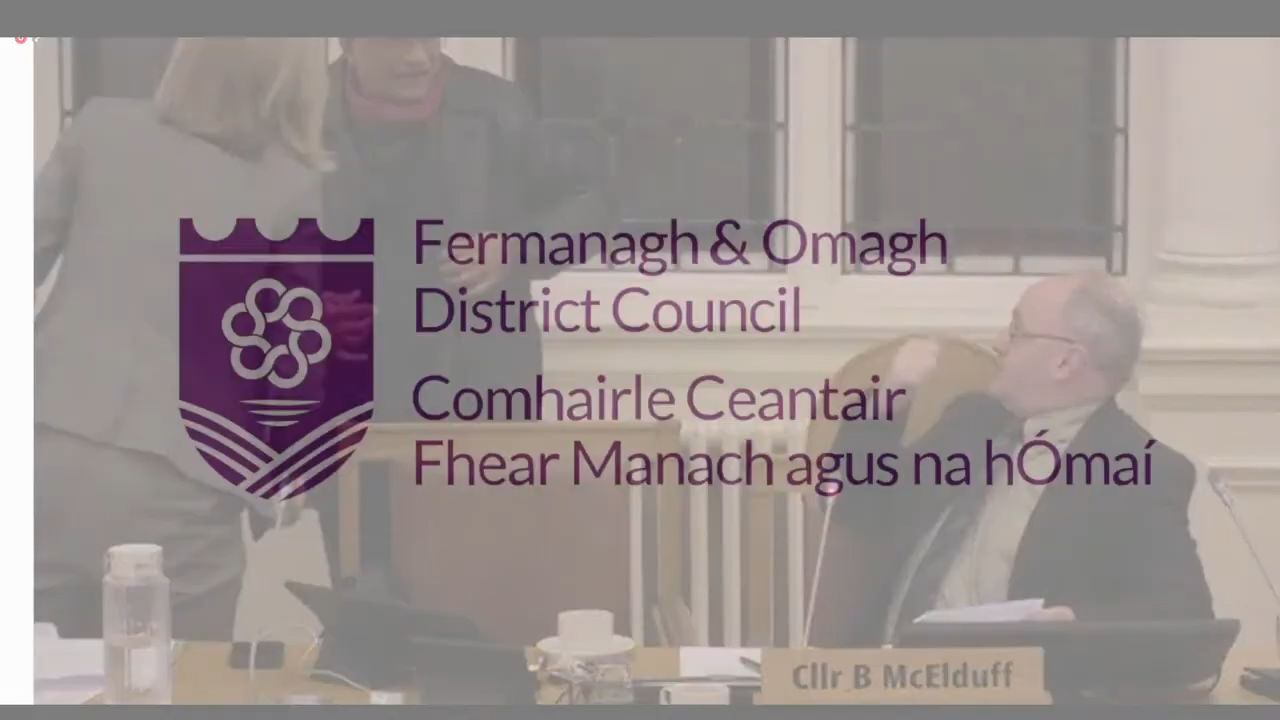 Fermanagh & Omagh
District Council
Comhairle Ceantair
Fhear Manach agus na hÓmaí
Cllr B McElduff